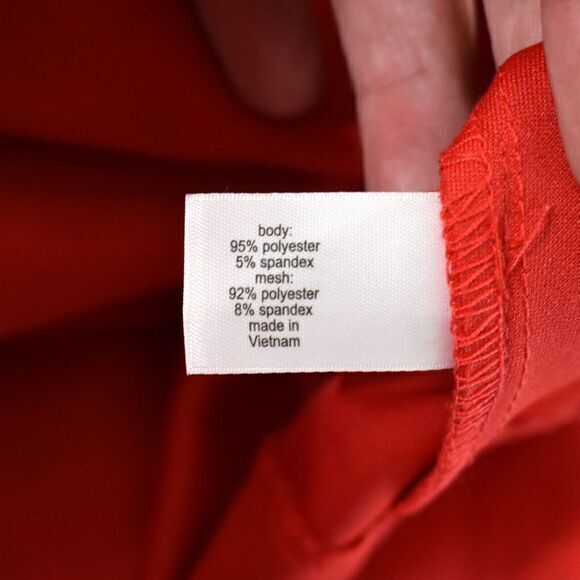 body:
95% polyester
5% spandex
mesh:
92% polyester
8% spandex
made in
Vietnam